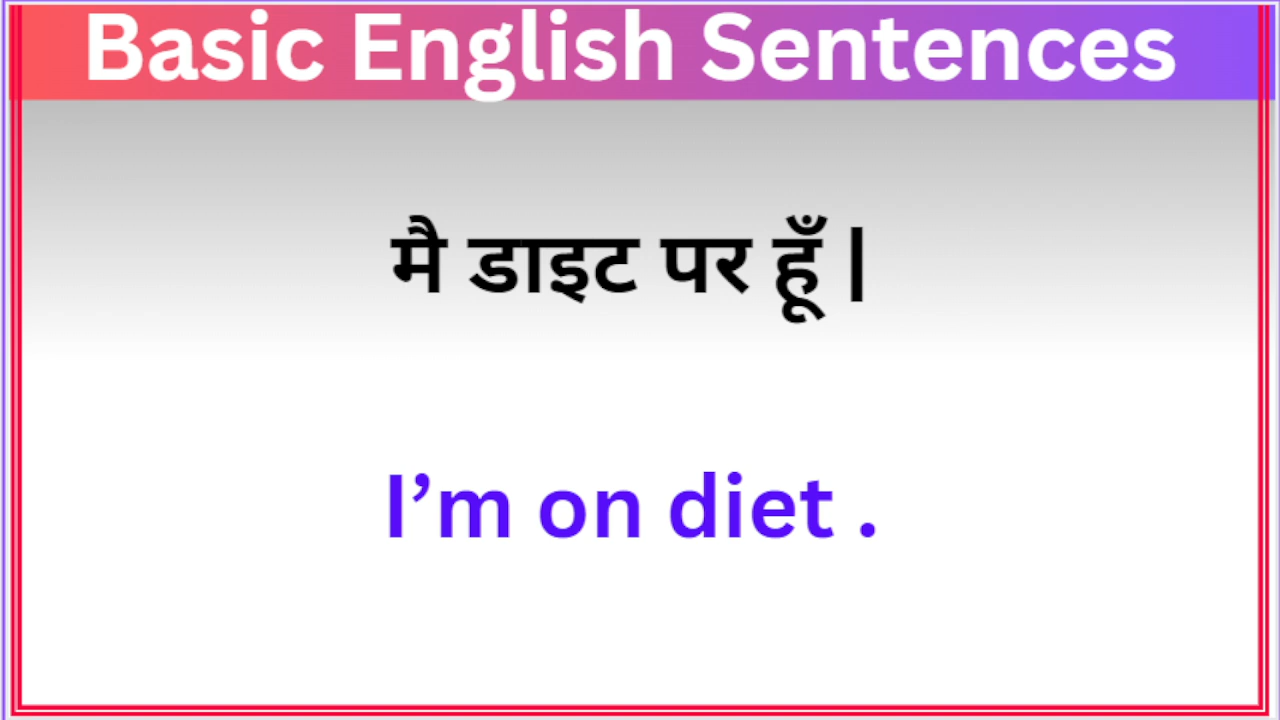 Basic English Sentences
मै डाइट पर हूँ |
I’m on diet .